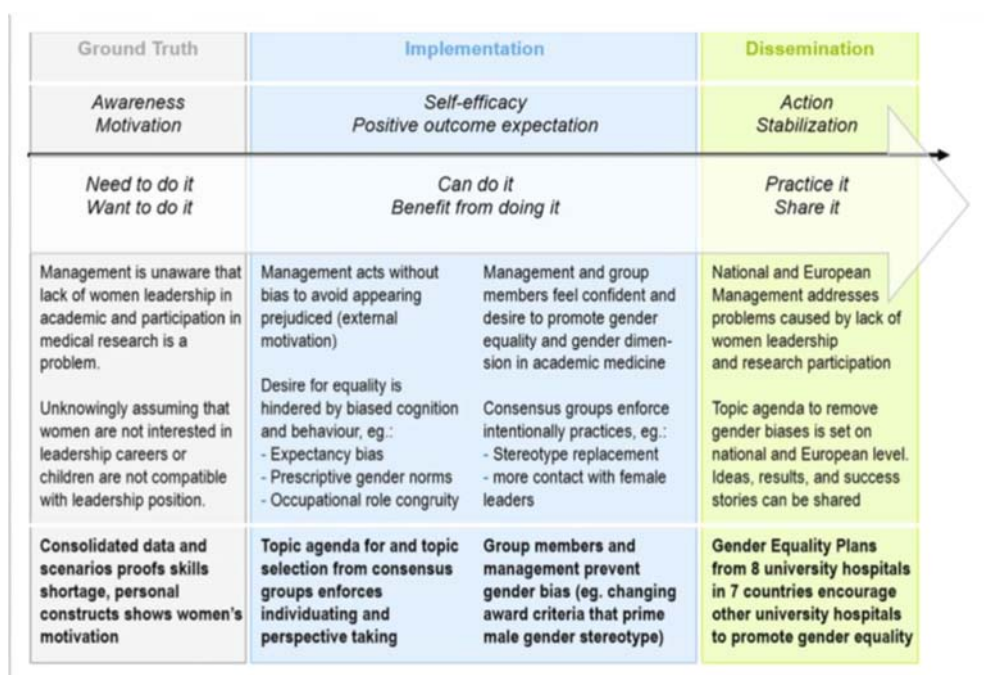 Ground Truth
Implementation
Dissemination
Awareness
Motivation
Self-efficacy
Positive outcome expectation
Action
Stabilization
Need to do it
Want to do it
Can do it
Benefit from doing it
Practice it
Share it
Management is unaware that
lack of women leadership in
academic and participation in
medical research is a
problem.
Unknowingly assuming that
women are not interested in
leadership careers or
children are not compatible
with leadership position.
Management acts without
bias to avoid appearing
prejudiced (external
motivation)
Desire for equality is
hindered by biased cognition
and behaviour, eg.:
- Expectancy bias
- Prescriptive gender norms
- Occupational role congruity
Management and group
members feel confident and
desire to promote gender
equality and gender dimen-
sion in academic medicine
Consensus groups enforce
intentionally practices, eg.:
- Stereotype replacement
- more contact with female
leaders
National and European
Management addresses
problems caused by lack of
women leadership
and research participation
Topic agenda to remove
gender biases is set on
national and European level.
Ideas, results, and success
stories can be shared
Consolidated data and
scenarios proofs skills
shortage, personal
constructs shows women's
motivation
Topic agenda for and topic
selection from consensus
groups enforces
individuating and
perspective taking
Group members and
management prevent
gender bias (eg. changing
award criteria that prime
male gender stereotype)
Gender Equality Plans
from 8 university hospitals
in 7 countries encourage
other university hospitals
to promote gender equality